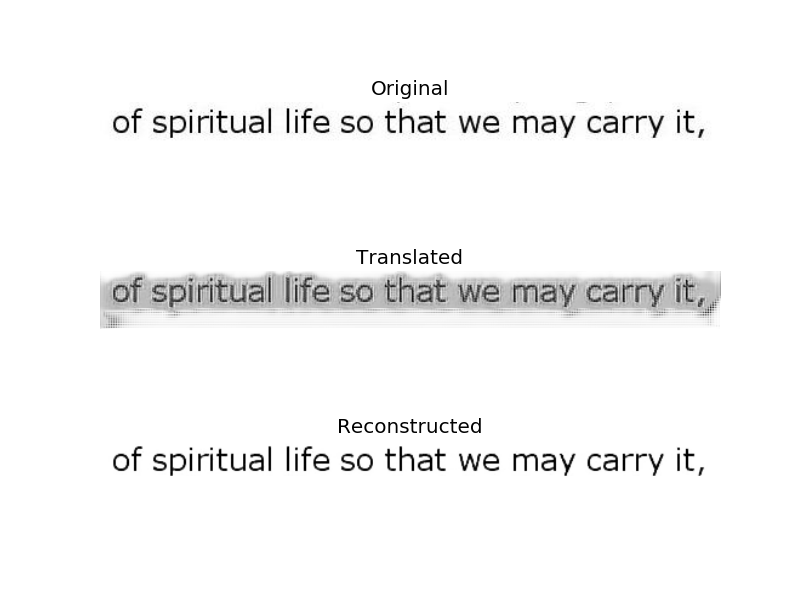 Original
of spiritual life so that we may carry it,
Translated
of spiritual life so that we may carry it,
Reconstructed
of spiritual life so that we may carry it,